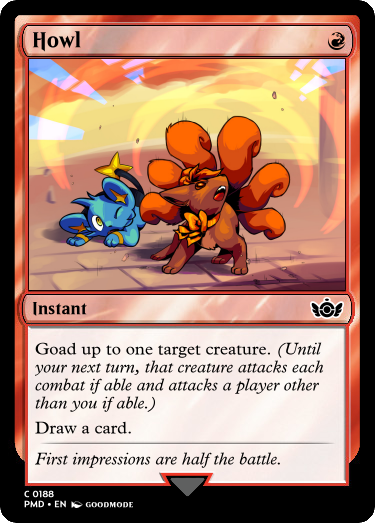 Howl
Instant
Goad up to one target creature. (Until
your next turn, that creature attacks each
combat if able and attacks a player other
than you if able.)
Draw a card.
First impressions are half the battle.
C 0188
PMD • EN GOODMODE